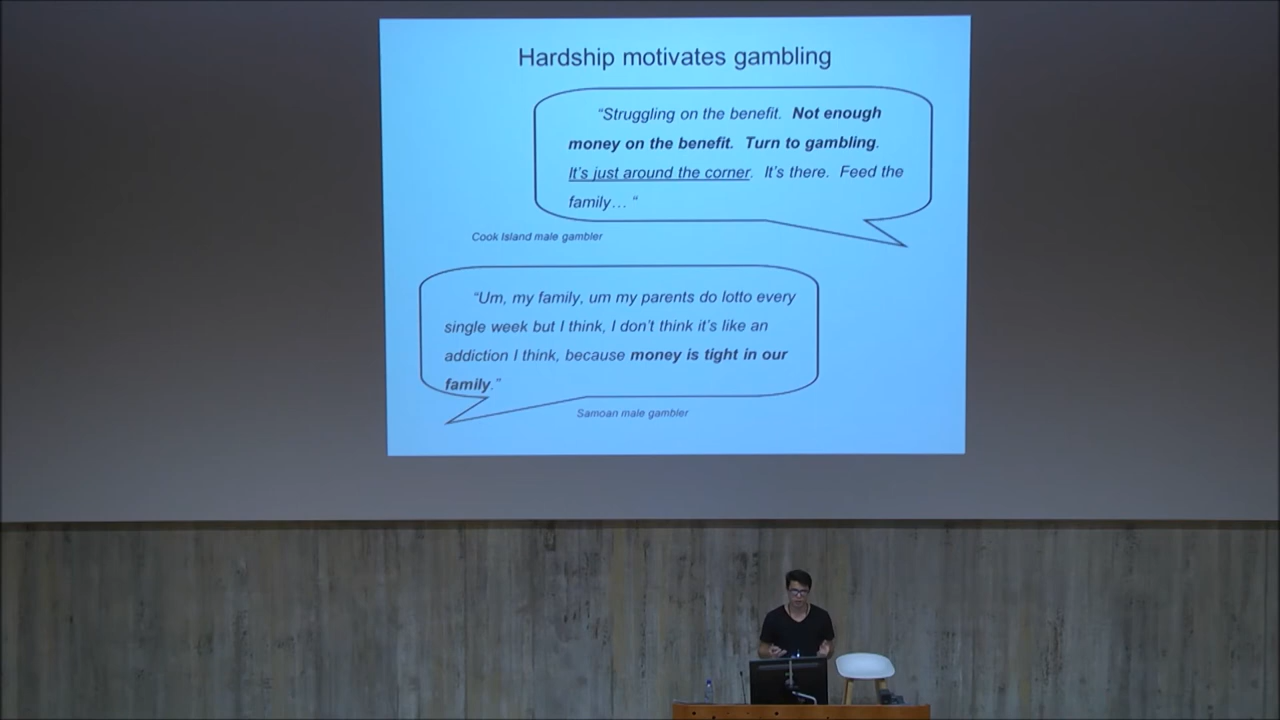 Hardship motivates gambling
“Struggling on the benefit. Not enough
money on the benefit. Turn to gambling.
It’s just around the corner. It’s there. Feed the
family… “
Cook Island male gambler
“Um, my family, um my parents do lotto every
single week but I think, I don’t think it’s like an
addiction I think, because money is tight in our
family.”
Samoan male gambler